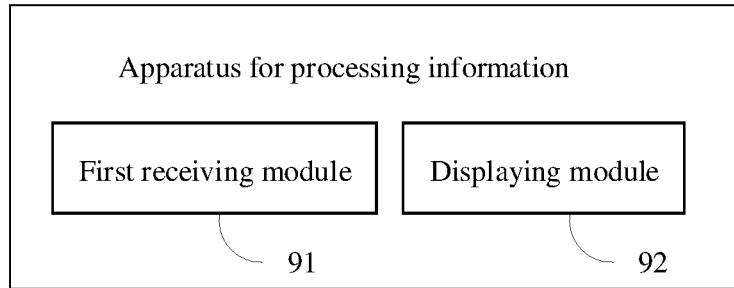 Apparatus for processing information
First receiving module
Displaying module
91
92